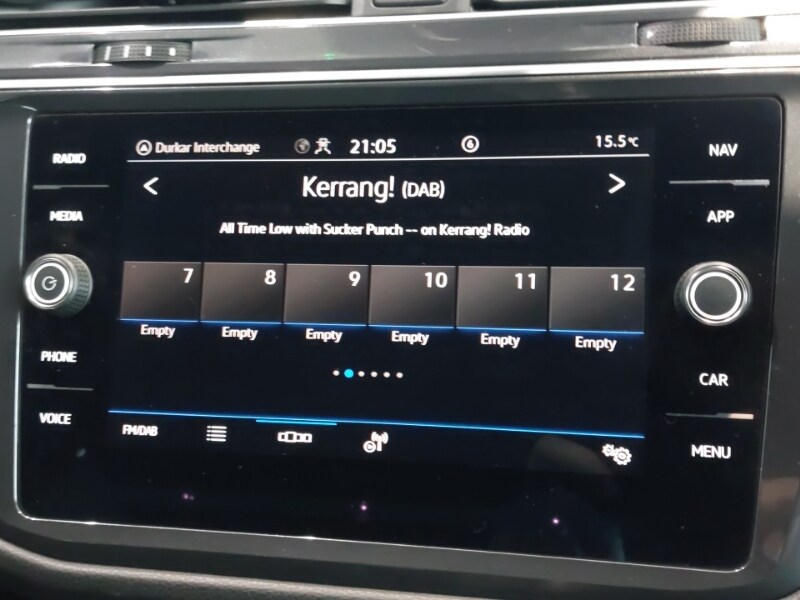 Durkar Interchange 21:05 6 15.5°C
RADIO
NAV
< Kerrang! (DAB) >
MEDIA
APP
All Time Low with Sucker Punch -- on Kerrang! Radio
7 8 9 10 11 12
Empty Empty Empty Empty Empty Empty
PHONE
CAR
VOICE
FM/DAB
MENU